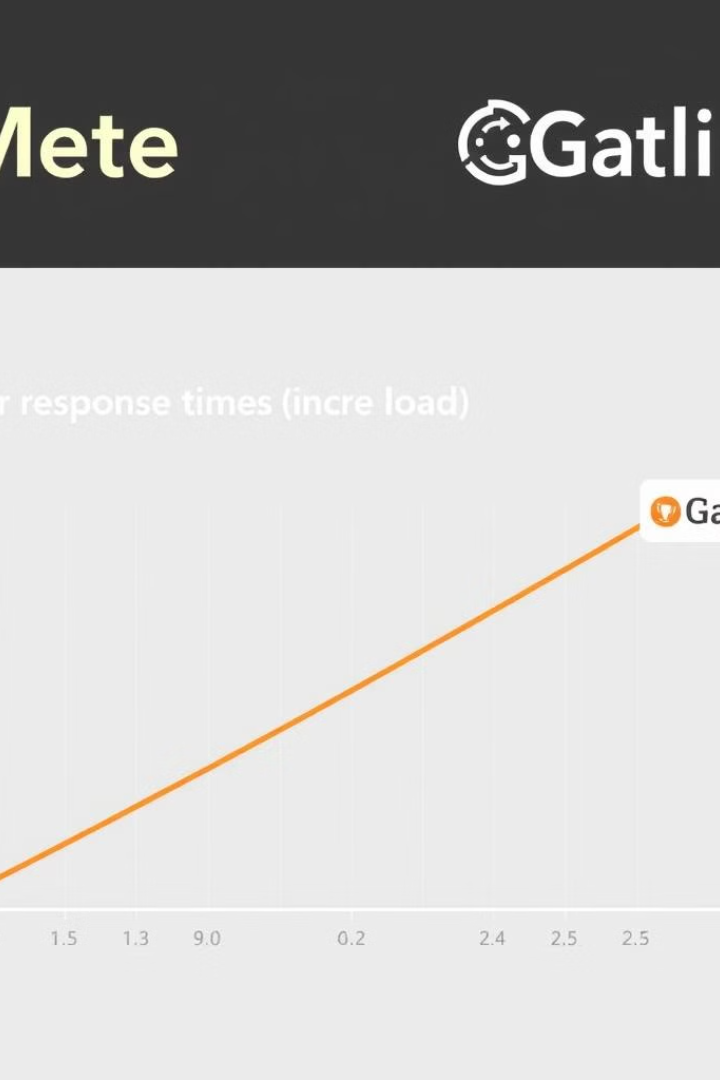 Mete
Gatli
r response times (incre load)
Ga
1.5 1.3 9.0 0.2 2.4 2.5 2.5